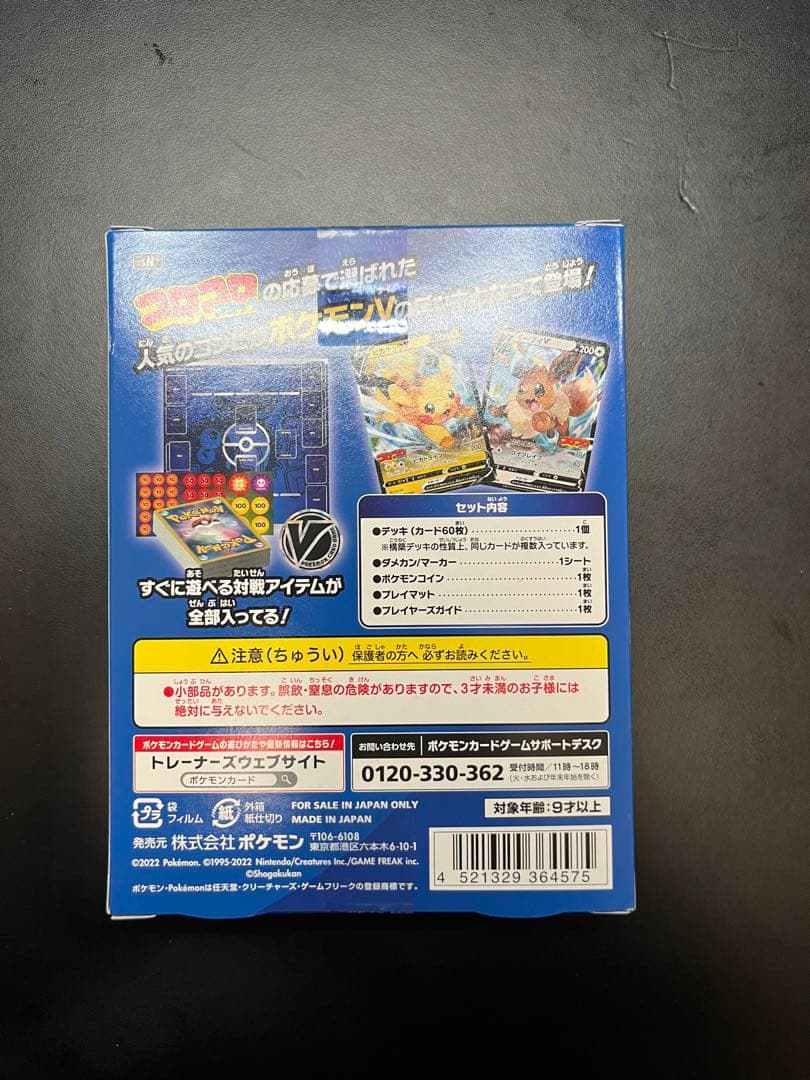 コロコロの応募で選ばれた
人気のコンビがポケモンVのデッキとなって登場!
イーブイV
200
200
100
100
100
POKÉMON
V
すぐに遊べる対戦アイテムが
全部入ってる!
セット内容
●デッキ(カード60枚)‥‥‥‥‥‥‥‥1個
※構築デッキの性質上、同じカードが複数入っています。
●ダメカン/マーカー‥‥‥‥‥‥‥‥1シート
●ポケモンコイン‥‥‥‥‥‥‥‥1枚
●プレイマット‥‥‥‥‥‥‥‥1枚
●プレイヤーズガイド‥‥‥‥‥‥‥‥1枚
⚠注意(ちゅうい) 保護者の方へ 必ずお読みください。
●小部品があります。誤飲・窒息の危険がありますので、3才未満のお子様には
絶対に与えないでください。
ポケモンカードゲームの遊びかたや最新情報はこちら!
トレーナーズウェブサイト
ポケモンカード
お問い合わせ先 ポケモンカードゲームサポートデスク
0120-330-362 受付時間/11時~18時
(火・水および年末年始を除く)
プラ 袋 フィルム 紙 外箱 紙仕切り
FOR SALE IN JAPAN ONLY
MADE IN JAPAN
対象年齢:9才以上
発売元 株式会社ポケモン 〒106-6108
東京都港区六本木6-10-1
©2022 Pokémon. ©1995-2022 Nintendo/Creatures Inc./GAME FREAK inc.
©Shogakukan
ポケモン・Pokémonは任天堂・クリーチャーズ・ゲームフリークの登録商標です。
4 521329 364575